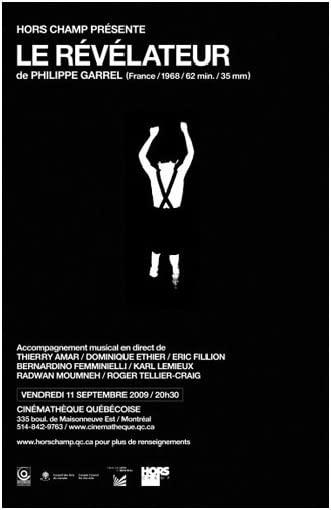 HORS CHAMP PRÉSENTE
LE RÉVÉLATEUR
de PHILIPPE GARREL (France / 1968 / 62 min. / 35 mm)
Accompagnement musical en direct de
THIERRY AMAR / DOMINIQUE ETHIER / ERIC FILLION
BERNARDINO FEMMINIELLI / KARL LEMIEUX
RADWAN MOUMNEH / ROGER TELLIER-CRAIG
VENDREDI 11 SEPTEMBRE 2009 / 20h30
CINÉMATHÈQUE QUÉBÉCOISE
335 boul. de Maisonneuve Est / Montréal
514-842-9763 / www.cinematheque.qc.ca
www.horschamp.qc.ca pour plus de renseignements
HORS
CHAMP